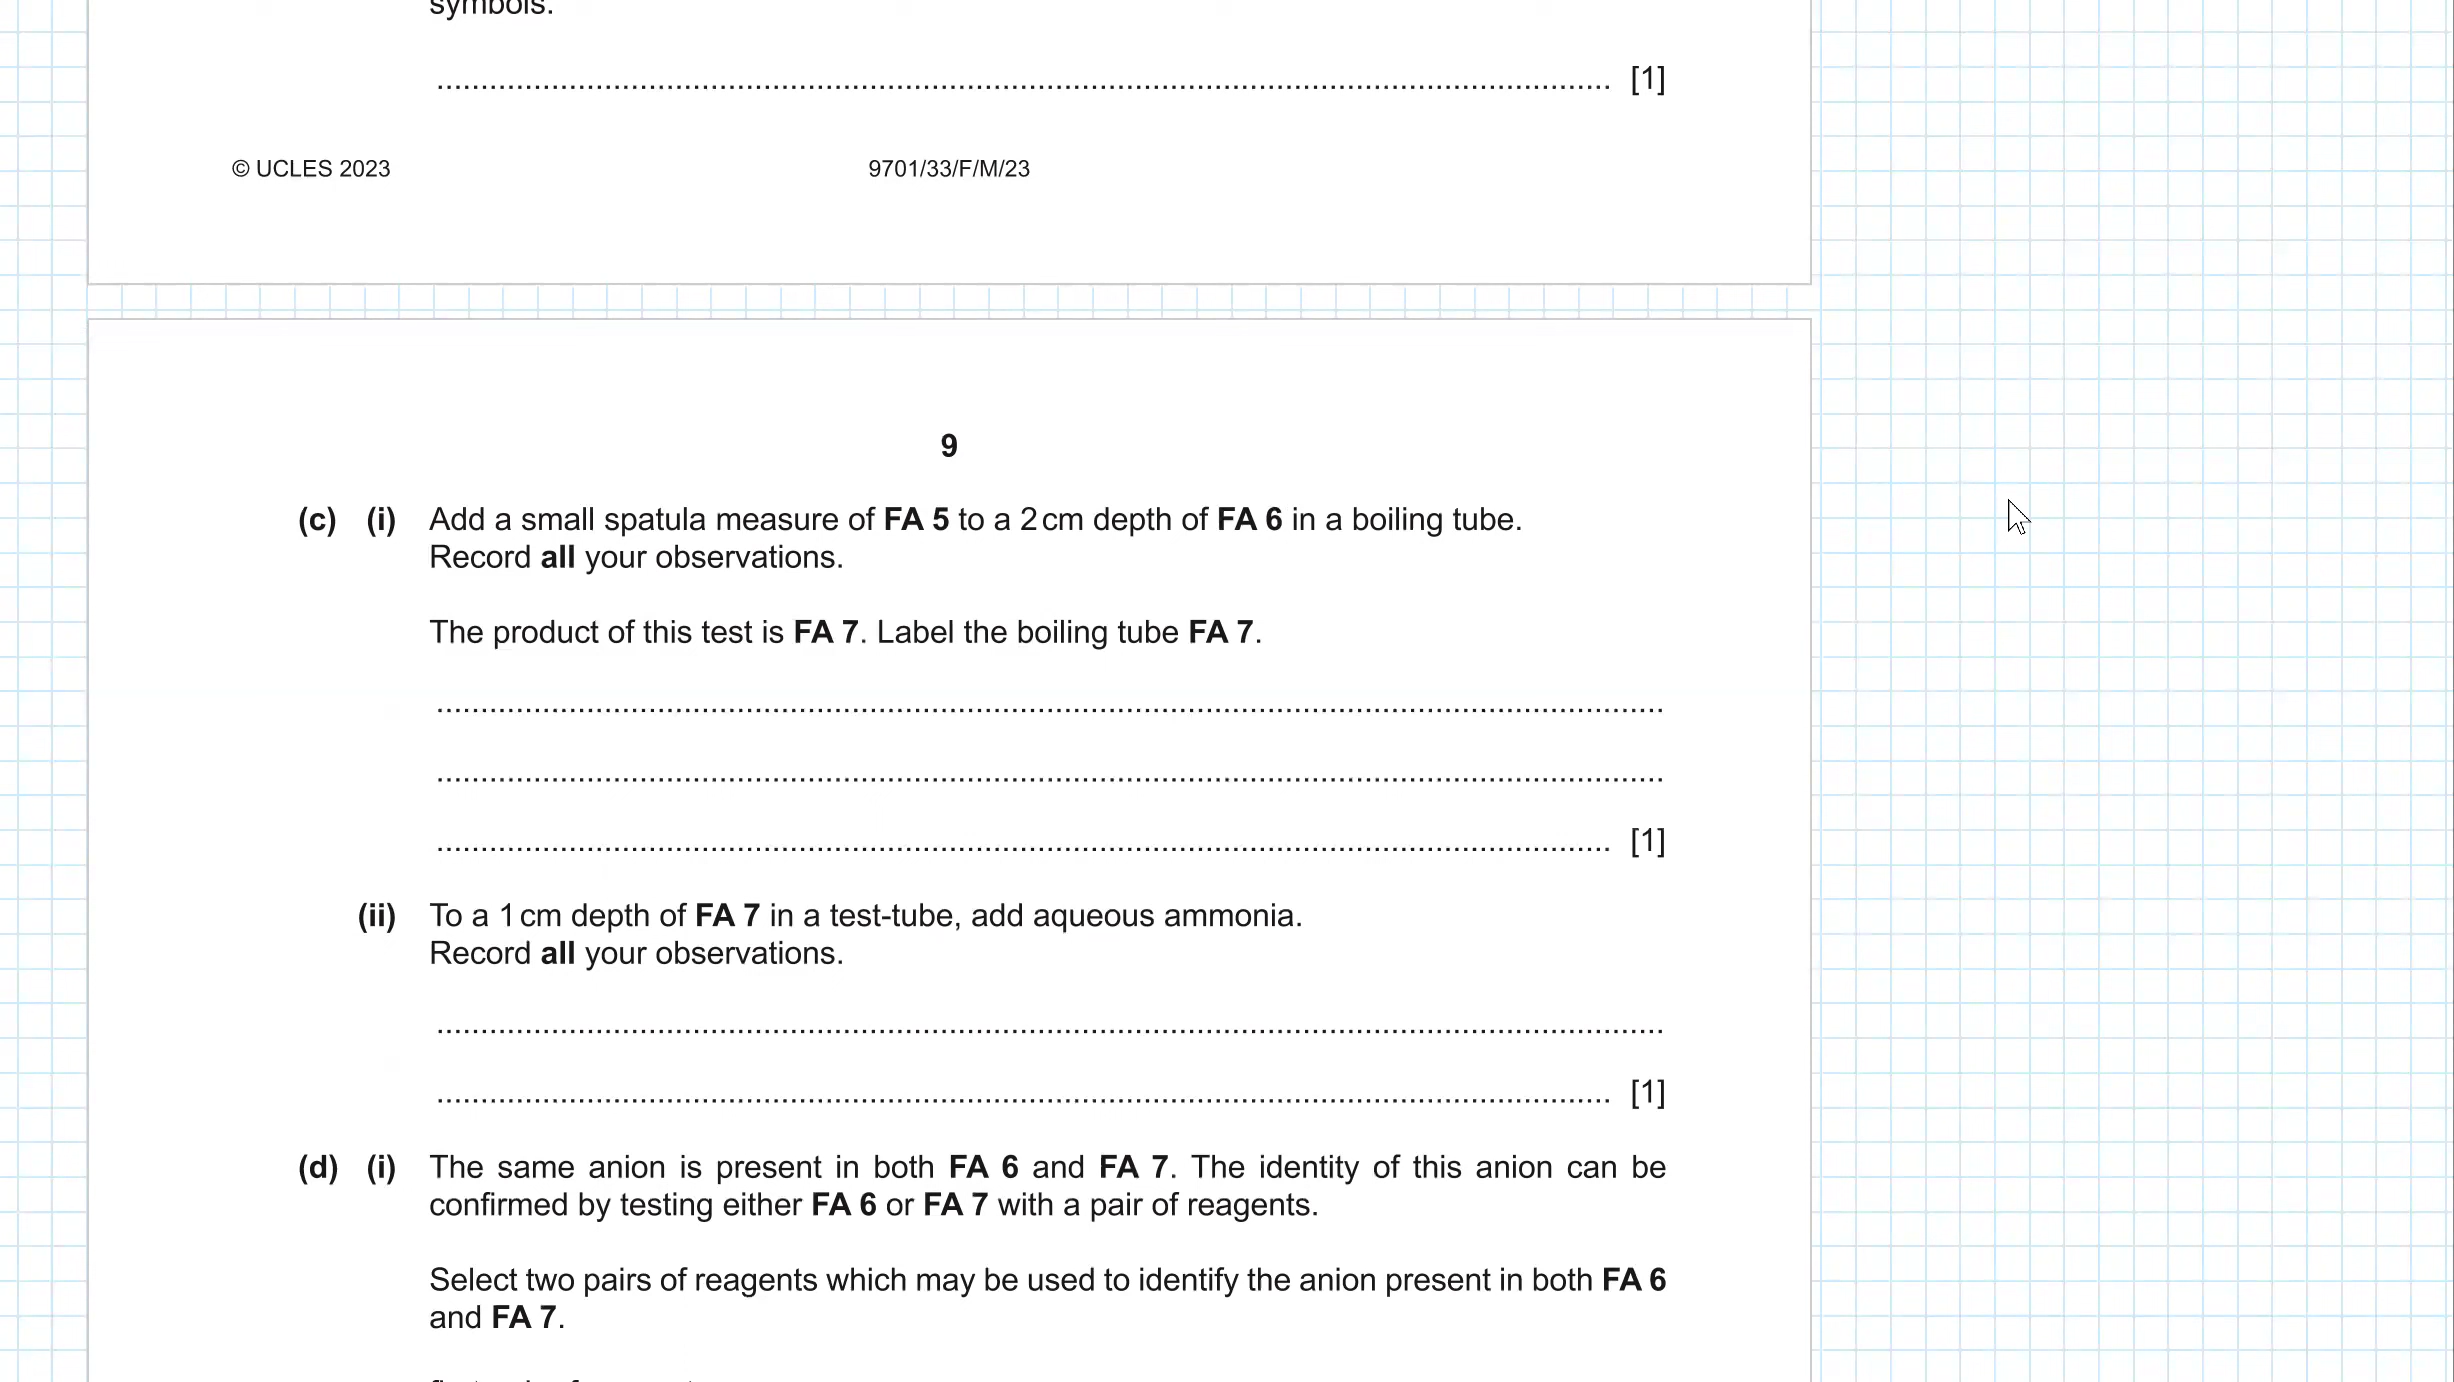 symbols.
.......................................................................................................................................... [1]
© UCLES 2023 9701/33/F/M/23
9
(c) (i) Add a small spatula measure of FA 5 to a 2 cm depth of FA 6 in a boiling tube.
Record all your observations.
The product of this test is FA 7. Label the boiling tube FA 7.
................................................................................................................................................
................................................................................................................................................
.......................................................................................................................................... [1]
(ii) To a 1 cm depth of FA 7 in a test-tube, add aqueous ammonia.
Record all your observations.
................................................................................................................................................
.......................................................................................................................................... [1]
(d) (i) The same anion is present in both FA 6 and FA 7. The identity of this anion can be
confirmed by testing either FA 6 or FA 7 with a pair of reagents.
Select two pairs of reagents which may be used to identify the anion present in both FA 6
and FA 7.